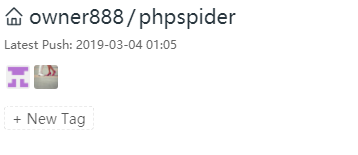 owner888/phpspider
Latest Push: 2019-03-04 01:05
+ New Tag